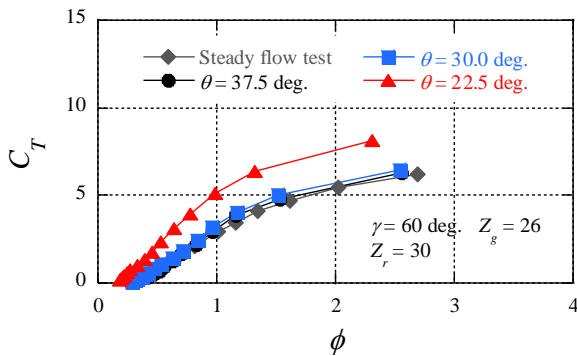 15
10
5
0
C_T
Steady flow test
θ = 37.5 deg.
θ = 30.0 deg.
θ = 22.5 deg.
γ = 60 deg. Z_g = 26
Z_r = 30
0 1 2 3 4
ϕ